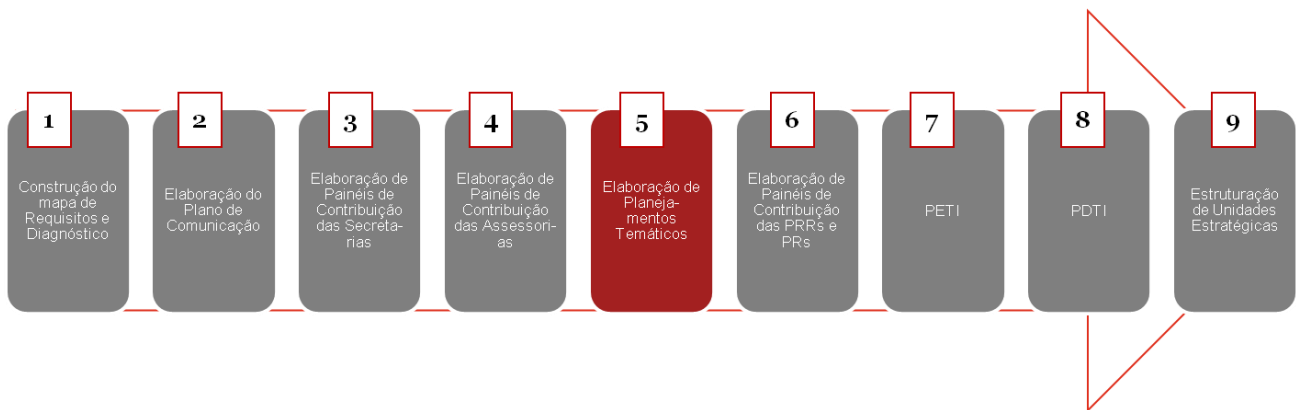 1
Construção do
mapa de
Requisitos e
Diagnóstico
2
Elaboração do
Plano de
Comunicação
3
Elaboração de
Painéis de
Contribuição
das Secreta-
rias
4
Elaboração de
Painéis de
Contribuição
das Assessori-
as
5
Elaboração de
Planeja-
mentos
Temáticos
6
Elaboração de
Painéis de
Contribuição
das PRRs e
PRs
7
PETI
8
PDTI
9
Estruturação
de Unidades
Estratégicas